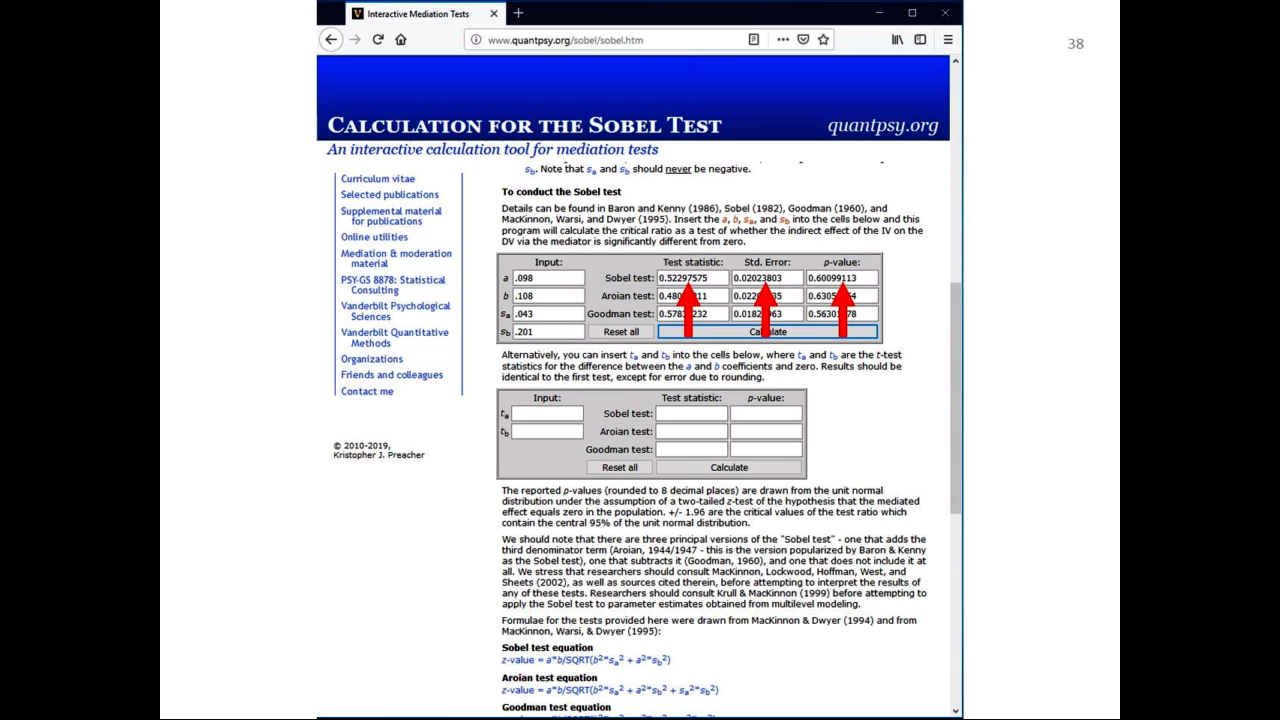 Interactive Mediation Tests
www.quantpsy.org/sobel/sobel.htm
38
CALCULATION FOR THE SOBEL TEST
quantpsy.org
An interactive calculation tool for mediation tests
Curriculum vitae
Selected publications
Supplemental material
for publications
Online utilities
Mediation & moderation
material
PSY-GS 8878: Statistical
Consulting
Vanderbilt Psychological
Sciences
Vanderbilt Quantitative
Methods
Organizations
Friends and colleagues
Contact me
© 2010-2019,
Kristopher J. Preacher
sb. Note that sa and sb should never be negative.
To conduct the Sobel test
Details can be found in Baron and Kenny (1986), Sobel (1982), Goodman (1960), and
MacKinnon, Warsi, and Dwyer (1995). Insert the a, b, sa, and sb into the cells below and this
program will calculate the critical ratio as a test of whether the indirect effect of the IV on the
DV via the mediator is significantly different from zero.
Input: Test statistic: Std. Error: p-value:
a .098 Sobel test: 0.52297575 0.02023803 0.60099113
b .108 Aroian test:
sa .043 Goodman test:
sb .201 Reset all Calculate
Alternatively, you can insert ta and tb into the cells below, where ta and tb are the t-test
statistics for the difference between the a and b coefficients and zero. Results should be
identical to the first test, except for error due to rounding.
Input: Test statistic: p-value:
ta Sobel test:
tb Aroian test:
Goodman test:
Reset all Calculate
The reported p-values (rounded to 8 decimal places) are drawn from the unit normal
distribution under the assumption of a two-tailed z-test of the hypothesis that the mediated
effect equals zero in the population. +/- 1.96 are the critical values of the test ratio which
contain the central 95% of the unit normal distribution.
We should note that there are three principal versions of the "Sobel test" - one that adds the
third denominator term (Aroian, 1944/1947 - this is the version popularized by Baron & Kenny
as the Sobel test), one that subtracts it (Goodman, 1960), and one that does not include it at
all. We stress that researchers should consult MacKinnon, Lockwood, Hoffman, West, and
Sheets (2002), as well as sources cited therein, before attempting to interpret the results of
any of these tests. Researchers should consult Krull & MacKinnon (1999) before attempting to
apply the Sobel test to parameter estimates obtained from multilevel modeling.
Formulae for the tests provided here were drawn from MacKinnon & Dwyer (1994) and from
MacKinnon, Warsi, & Dwyer (1995):
Sobel test equation
z-value = a*b/SQRT(b²*sa² + a²*sb²)
Aroian test equation
z-value = a*b/SQRT(b²*sa² + a²*sb² + sa²*sb²)
Goodman test equation